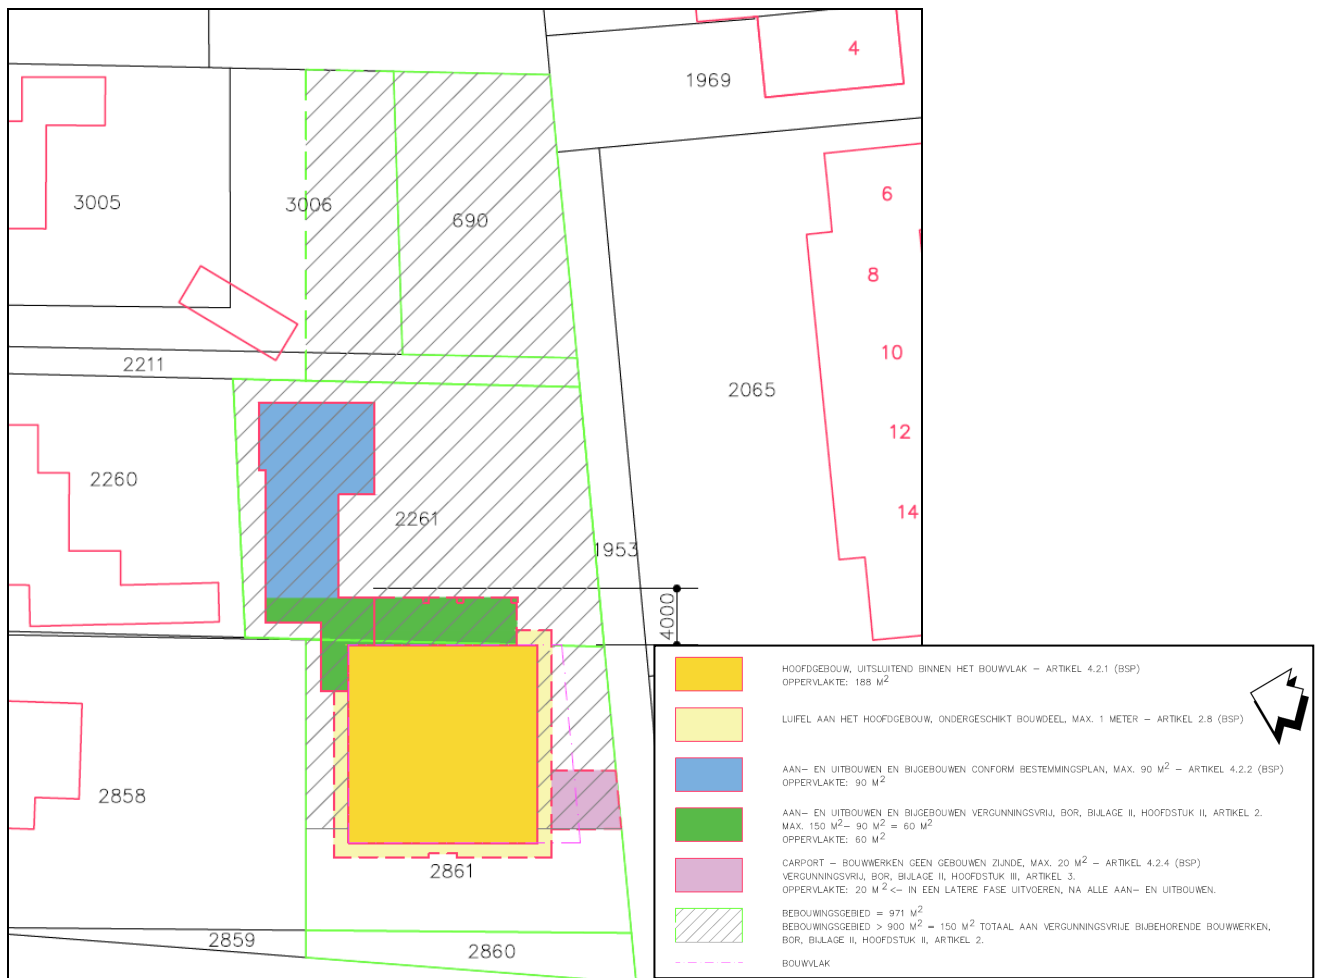 4
1969
3005
3006
690
6
8
2211
10
2065
12
2260
14
2261
1953
4000
2858
2861
2859
2860
HOOFDGEBOUW, UITSLUITEND BINNEN HET BOUWVLAK – ARTIKEL 4.2.1 (BSP)
OPPERVLAKTE: 188 M²
LUIFEL AAN HET HOOFDGEBOUW, ONDERGESCHIKT BOUWDEEL, MAX. 1 METER – ARTIKEL 2.8 (BSP)
AAN– EN UITBOUWEN EN BIJGEBOUWEN CONFORM BESTEMMINGSPLAN, MAX. 90 M² – ARTIKEL 4.2.2 (BSP)
OPPERVLAKTE: 90 M²
AAN– EN UITBOUWEN EN BIJGEBOUWEN VERGUNNINGSVRIJ, BOR, BIJLAGE II, HOOFDSTUK II, ARTIKEL 2.
MAX. 150 M²– 90 M² = 60 M²
OPPERVLAKTE: 60 M²
CARPORT – BOUWWERKEN GEEN GEBOUWEN ZIJNDE, MAX. 20 M² – ARTIKEL 4.2.4 (BSP)
VERGUNNINGSVRIJ, BOR, BIJLAGE II, HOOFDSTUK III, ARTIKEL 3.
OPPERVLAKTE: 20 M² <– IN EEN LATERE FASE UITVOEREN, NA ALLE AAN– EN UITBOUWEN.
BEBOUWINGSGEBIED = 971 M²
BEBOUWINGSGEBIED > 900 M² = 150 M² TOTAAL AAN VERGUNNINGSVRIJE BIJBEHORENDE BOUWWERKEN,
BOR, BIJLAGE II, HOOFDSTUK II, ARTIKEL 2.
BOUWVLAK